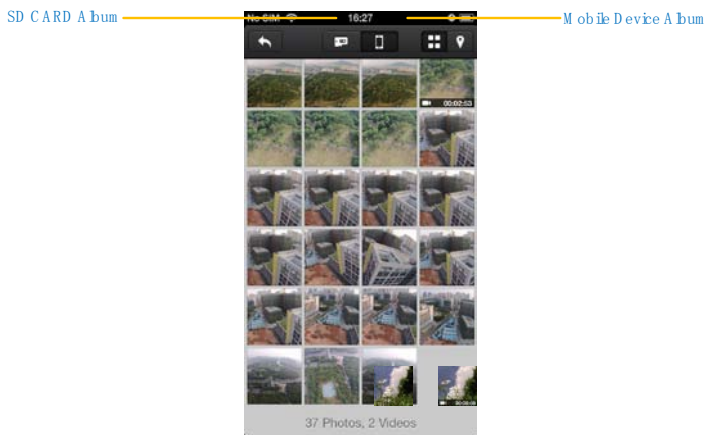 SD CARD Album
No SIM 16:27
Mobile Device Album
00:02:53
37 Photos, 2 Videos